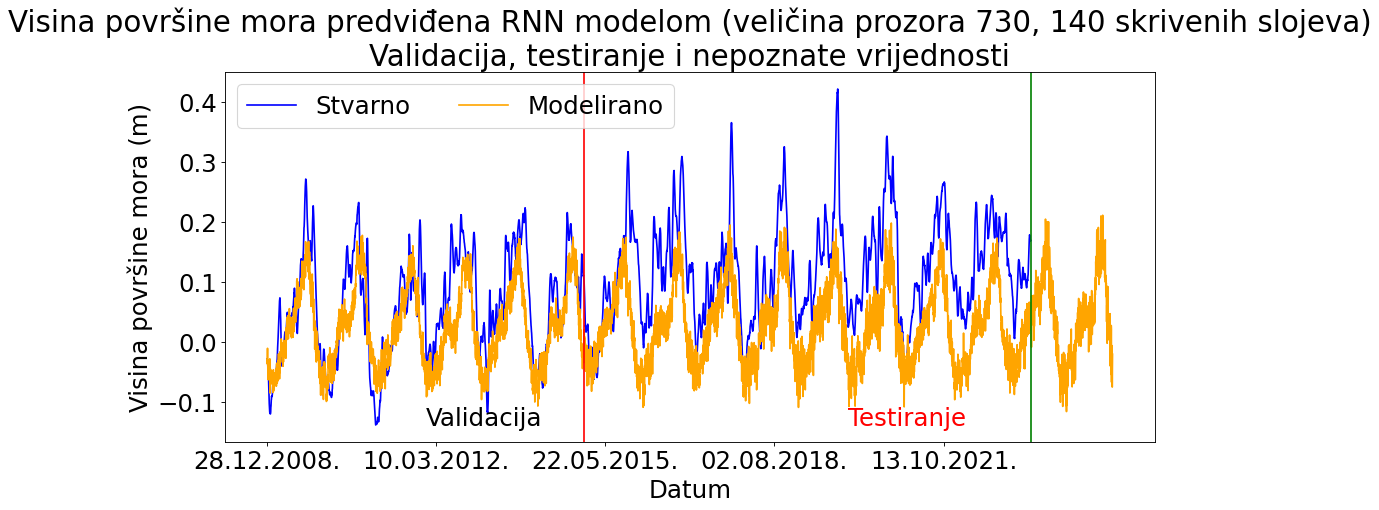 Visina površine mora predviđena RNN modelom (veličina prozora 730, 140 skrivenih slojeva)
Validacija, testiranje i nepoznate vrijednosti
Stvarno
Modelirano
Visina površine mora (m)
0.4
0.3
0.2
0.1
0.0
−0.1
Validacija
Testiranje
28.12.2008.
10.03.2012.
22.05.2015.
02.08.2018.
13.10.2021.
Datum